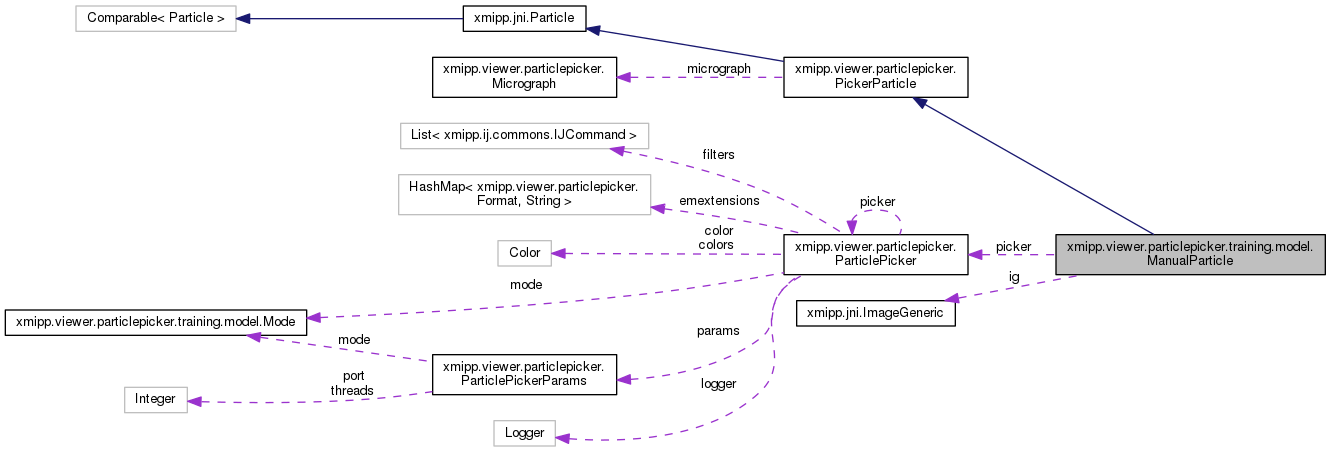 Comparable< Particle >
xmipp.jni.Particle
xmipp.viewer.particlepicker.
Micrograph
micrograph
xmipp.viewer.particlepicker.
PickerParticle
List< xmipp.ij.commons.IJCommand >
filters
HashMap< xmipp.viewer.particlepicker.
Format, String >
emextensions
picker
color
colors
Color
xmipp.viewer.particlepicker.
ParticlePicker
picker
xmipp.viewer.particlepicker.training.model.
ManualParticle
ig
mode
xmipp.jni.ImageGeneric
xmipp.viewer.particlepicker.training.model.Mode
params
mode
xmipp.viewer.particlepicker.
ParticlePickerParams
port
threads
Integer
logger
Logger